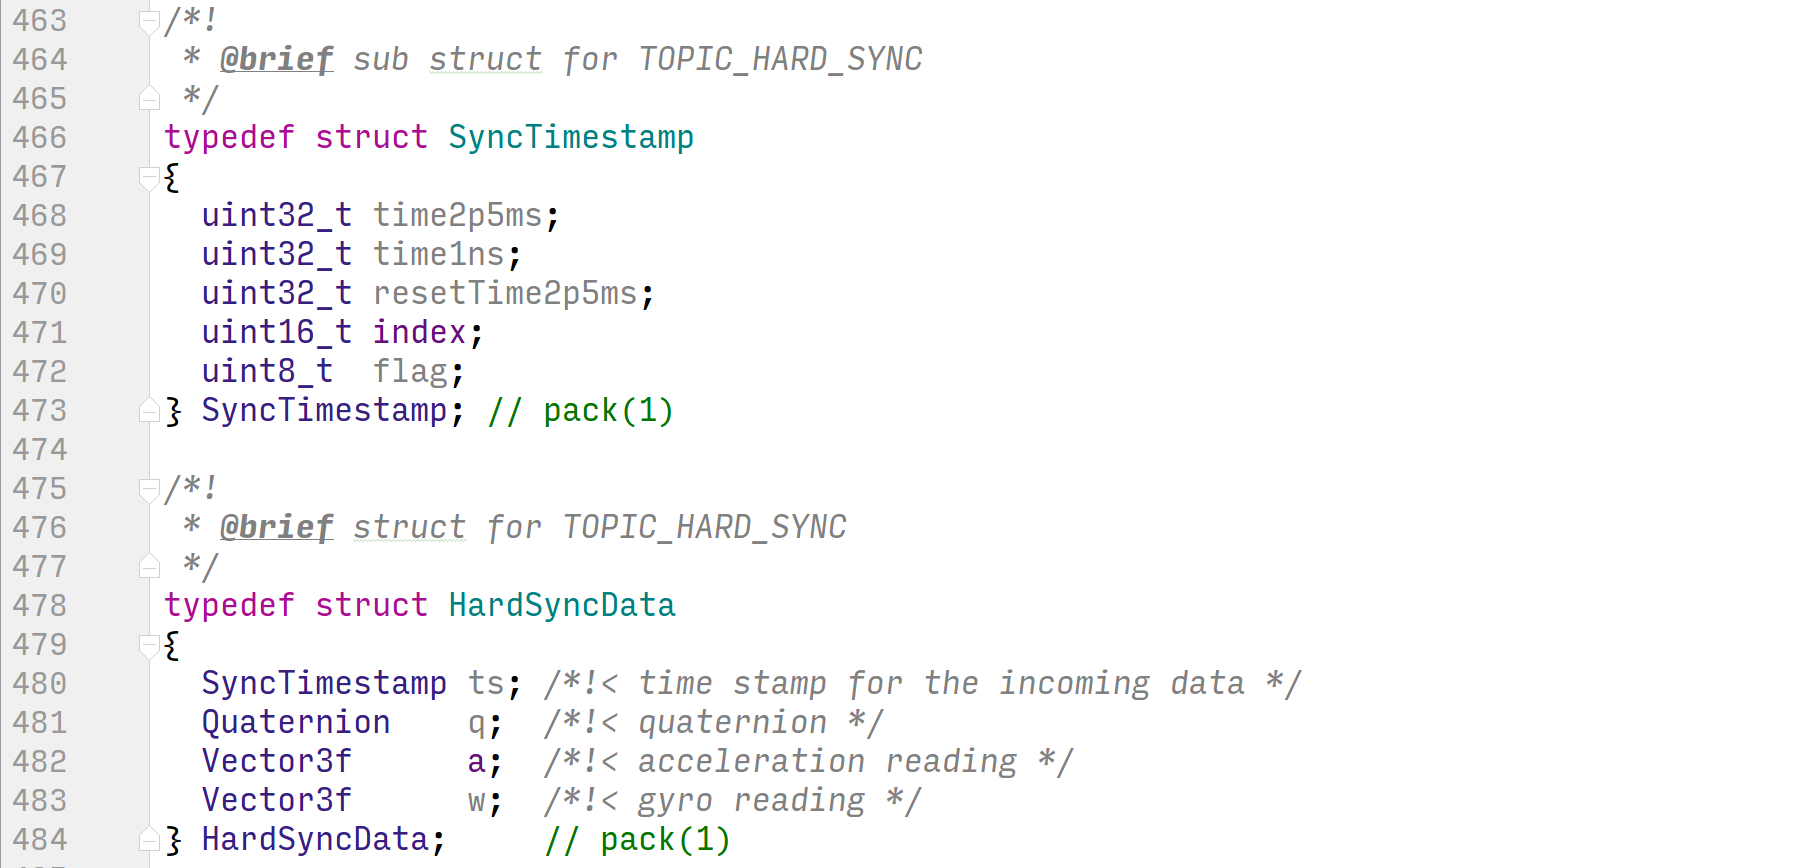 463 /*!
464  * @brief sub struct for TOPIC_HARD_SYNC
465  */
466 typedef struct SyncTimestamp
467 {
468   uint32_t time2p5ms;
469   uint32_t time1ns;
470   uint32_t resetTime2p5ms;
471   uint16_t index;
472   uint8_t  flag;
473 } SyncTimestamp; // pack(1)
474
475 /*!
476  * @brief struct for TOPIC_HARD_SYNC
477  */
478 typedef struct HardSyncData
479 {
480   SyncTimestamp ts; /*!< time stamp for the incoming data */
481   Quaternion    q;  /*!< quaternion */
482   Vector3f      a;  /*!< acceleration reading */
483   Vector3f      w;  /*!< gyro reading */
484 } HardSyncData;     // pack(1)